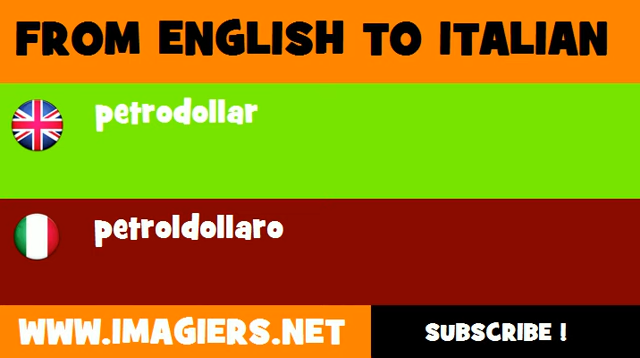 FROM ENGLISH TO ITALIAN
petrodollar
petroldollaro
WWW.IMAGIERS.NET
SUBSCRIBE !